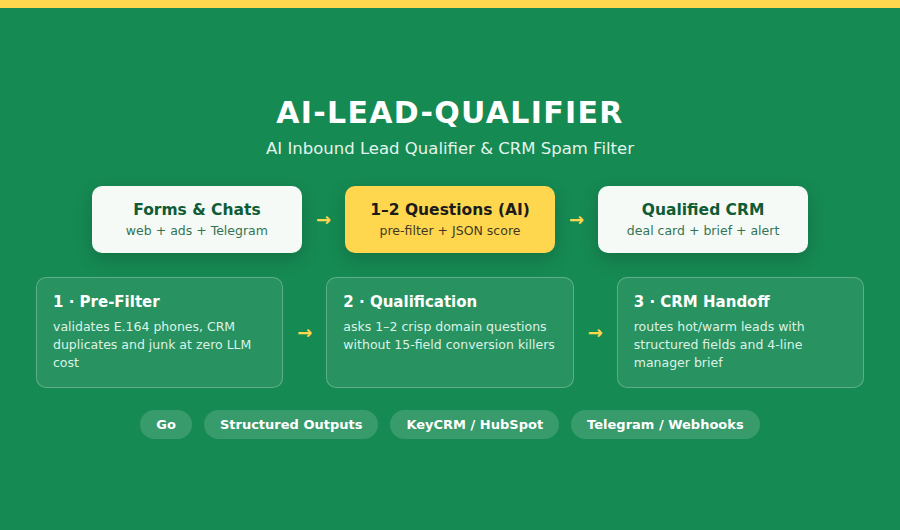 AI-LEAD-QUALIFIER
AI Inbound Lead Qualifier & CRM Spam Filter
Forms & Chats
web + ads + Telegram
→
1–2 Questions (AI)
pre-filter + JSON score
→
Qualified CRM
deal card + brief + alert
1 · Pre-Filter
validates E.164 phones, CRM
duplicates and junk at zero LLM
cost
→
2 · Qualification
asks 1–2 crisp domain questions
without 15-field conversion killers
→
3 · CRM Handoff
routes hot/warm leads with
structured fields and 4-line
manager brief
Go
Structured Outputs
KeyCRM / HubSpot
Telegram / Webhooks